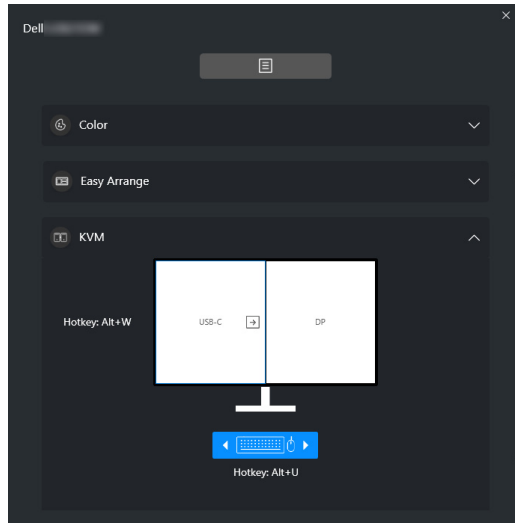 Dell
Color
Easy Arrange
KVM
Hotkey: Alt+W
USB-C
DP
Hotkey: Alt+U